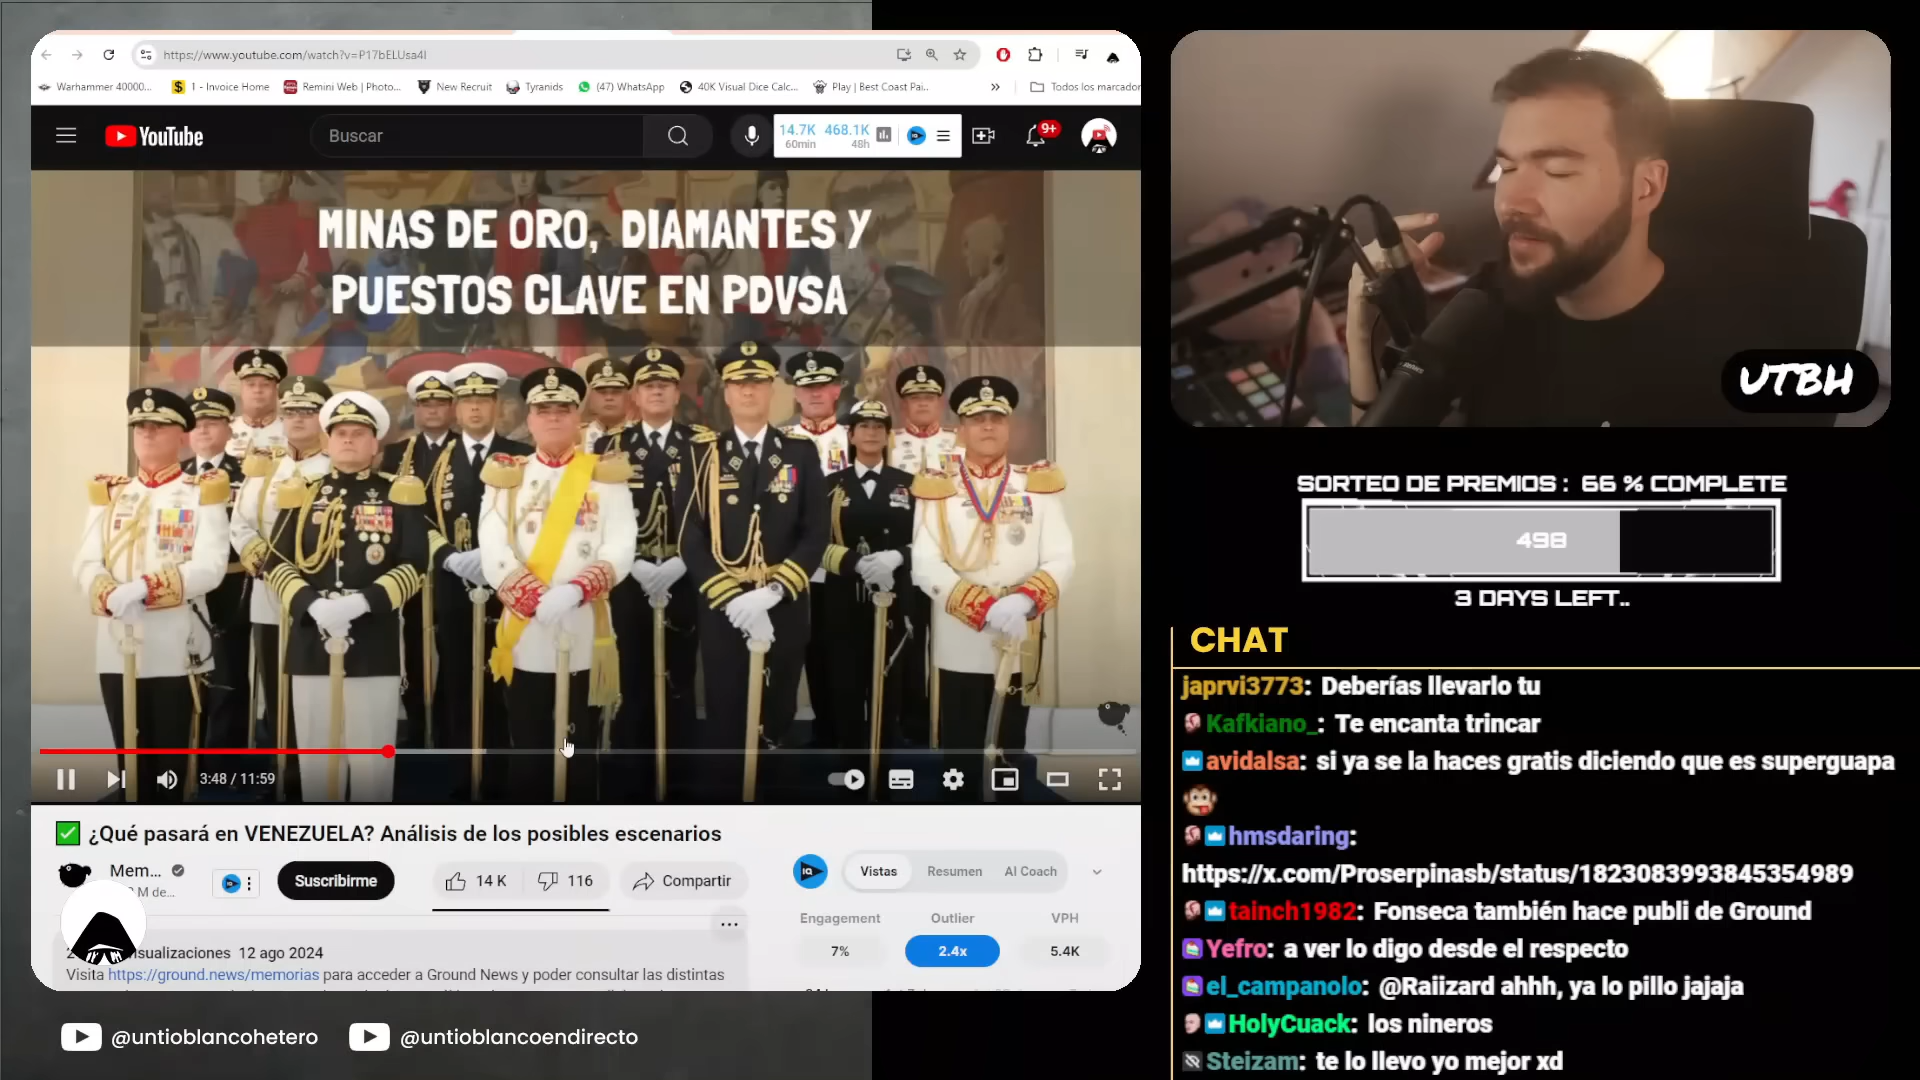 https://www.youtube.com/watch?v=P17bELUsa4I
Warhammer 40000...
1 - Invoice Home
Remini Web | Photo...
New Recruit
Tyranids
(47) WhatsApp
40K Visual Dice Calc...
Play | Best Coast Pai...
Todos los marcador
YouTube
Buscar
14.7K 468.1K
60min 48h
9+
MINAS DE ORO, DIAMANTES Y
PUESTOS CLAVE EN PDVSA
3:48 / 11:59
¿Qué pasará en VENEZUELA? Análisis de los posibles escenarios
Mem...
M de...
IQ
Suscribirme
14 K
116
Compartir
IQ
Vistas
Resumen
AI Coach
Engagement
Outlier
VPH
7%
2.4x
5.4K
sualizaciones 12 ago 2024
Visita https://ground.news/memorias para acceder a Ground News y poder consultar las distintas
@untioblancohetero
@untioblancoendirecto
UTBH
SORTEO DE PREMIOS : 66 % COMPLETE
498
3 DAYS LEFT..
CHAT
japrvi3773: Deberías llevarlo tu
Kafkiano_: Te encanta trincar
avidalsa: si ya se la haces gratis diciendo que es superguapa
hmsdaring:
https://x.com/Proserpinasb/status/1823083993845354989
tainch1982: Fonseca también hace publi de Ground
Yefro: a ver lo digo desde el respecto
el_campanolo: @Raiizard ahhh, ya lo pillo jajaja
HolyCuack: los nineros
Steizam: te lo llevo yo mejor xd